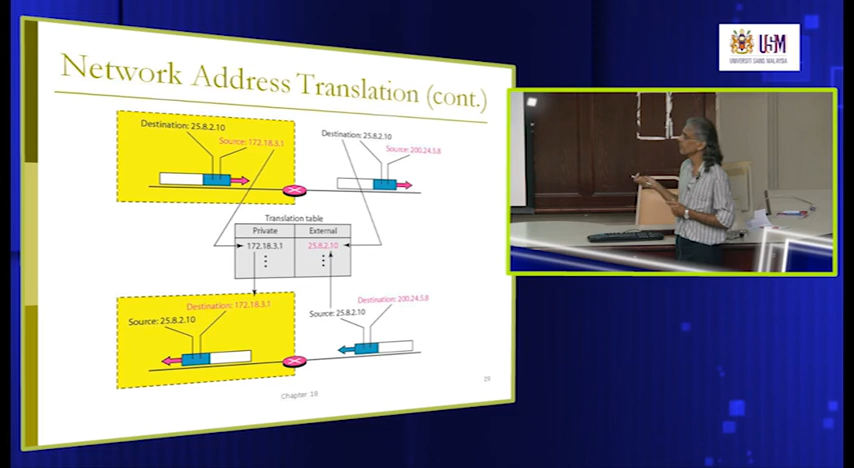 Network Address Translation (cont.)
Destination: 25.8.2.10
Source: 172.18.3.1
Destination: 25.8.2.10
Source: 200.24.5.8
Translation table
Private External
172.18.3.1 25.8.2.10
Destination: 172.18.3.1
Source: 25.8.2.10
Destination: 200.24.5.8
Source: 25.8.2.10
Chapter 19
25
USM
UNIVERSITI SAINS MALAYSIA